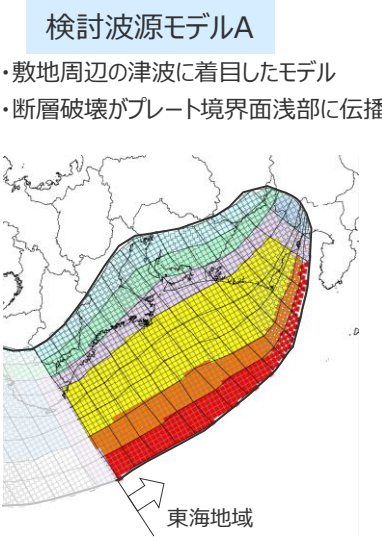 検討波源モデルA
・敷地周辺の津波に着目したモデル
・断層破壊がプレート境界面浅部に伝播
東海地域